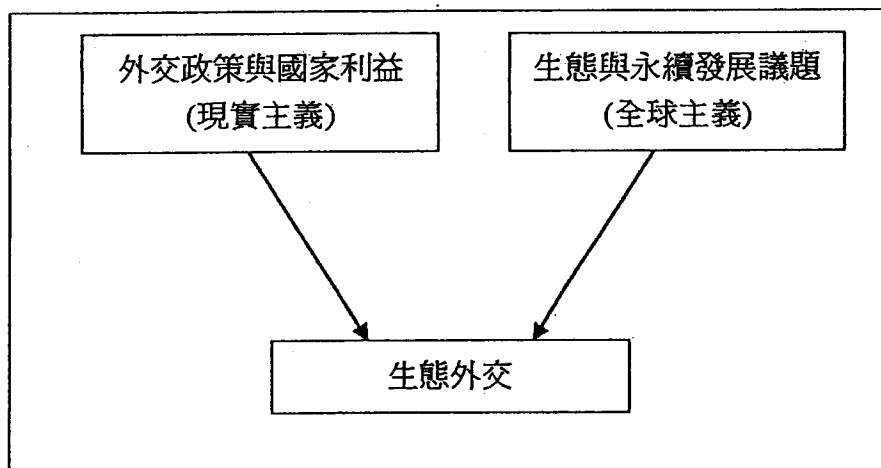 外交政策與國家利益
(現實主義)
生態與永續發展議題
(全球主義)
生態外交